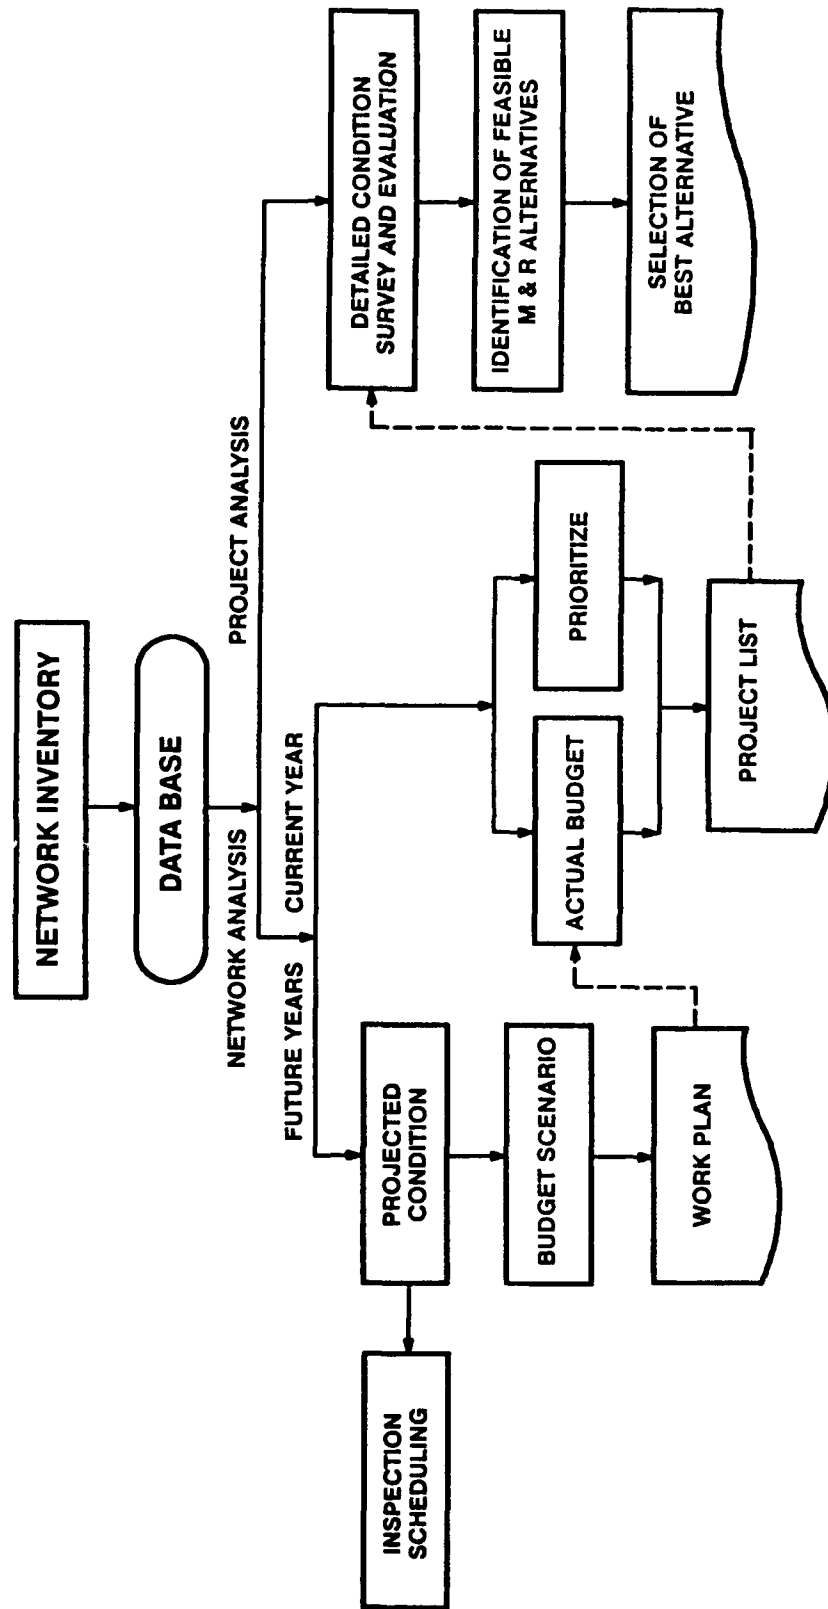 NETWORK INVENTORY
DATA BASE
NETWORK ANALYSIS
PROJECT ANALYSIS
FUTURE YEARS
CURRENT YEAR
INSPECTION
SCHEDULING
PROJECTED
CONDITION
BUDGET SCENARIO
WORK PLAN
ACTUAL BUDGET
PRIORITIZE
PROJECT LIST
DETAILED CONDITION
SURVEY AND EVALUATION
IDENTIFICATION OF FEASIBLE
M & R ALTERNATIVES
SELECTION OF
BEST ALTERNATIVE